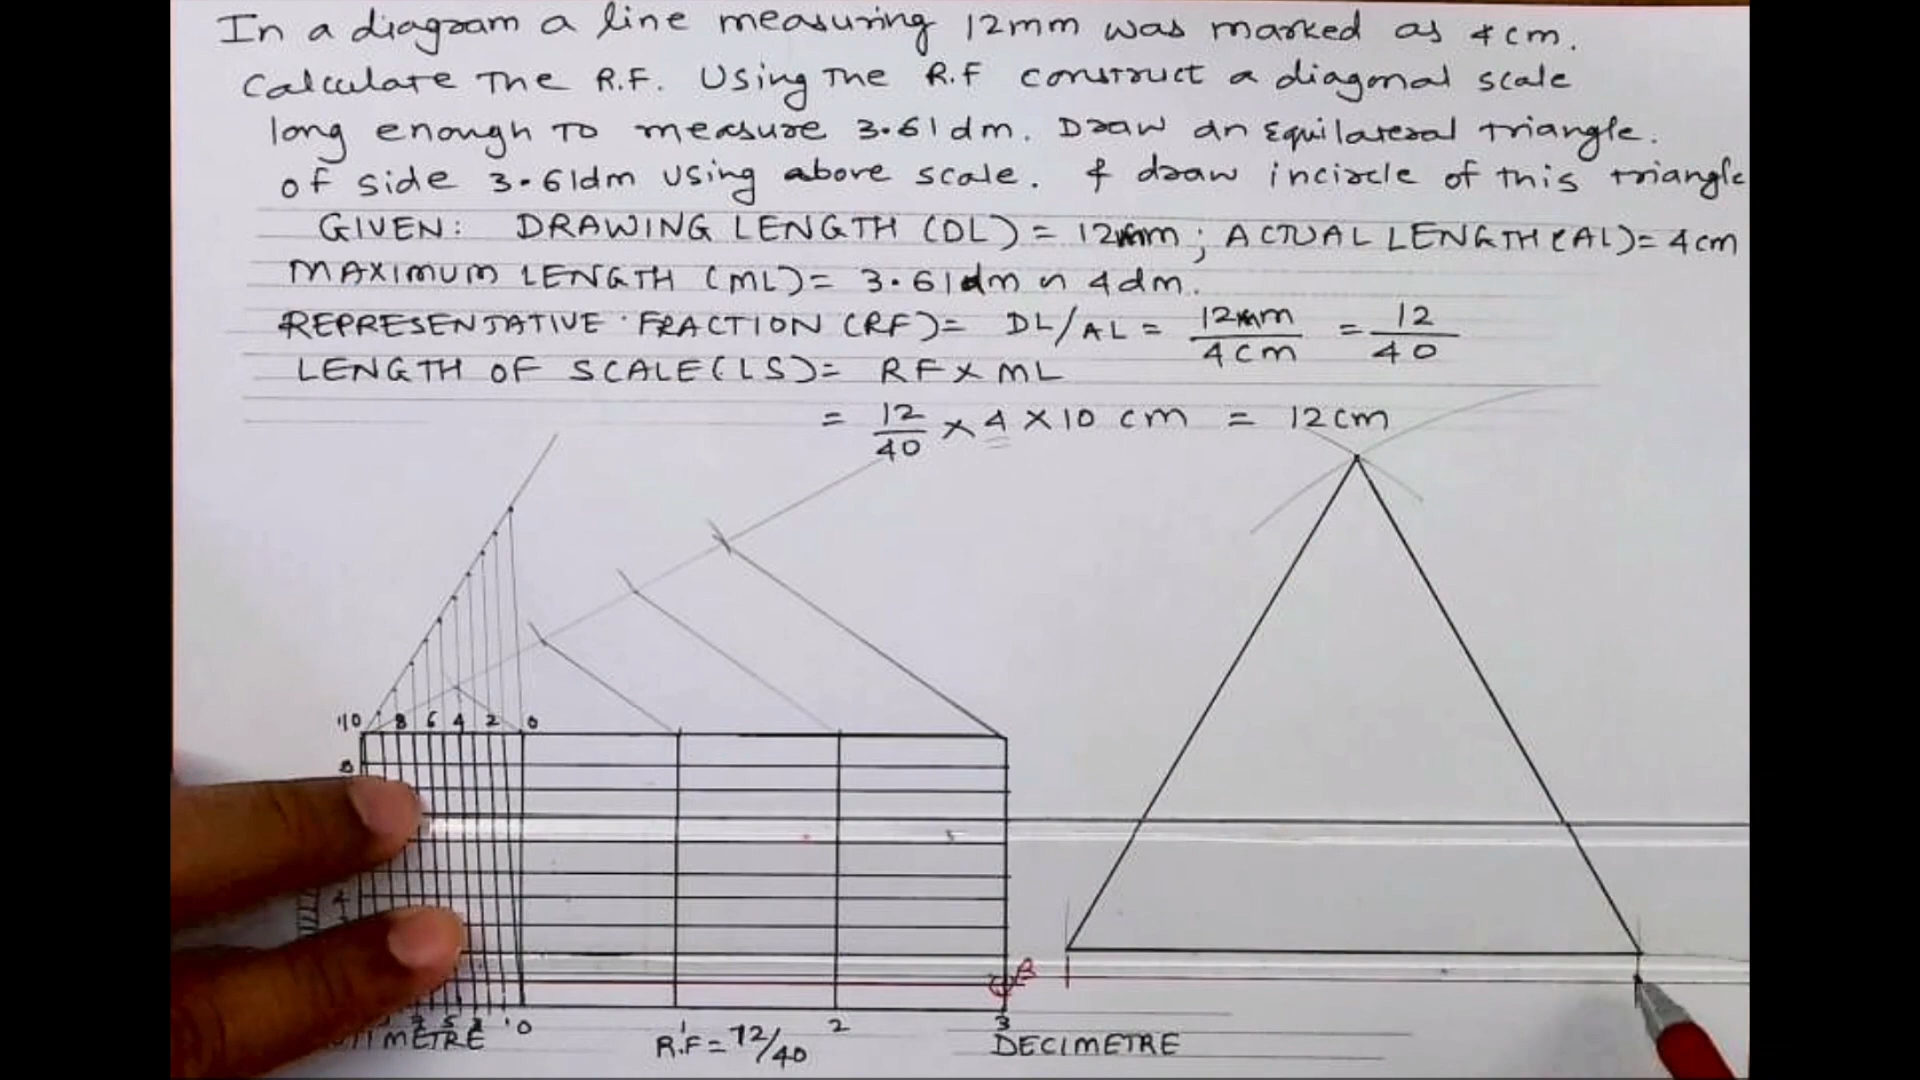 In a diagram a line measuring 12mm was marked as 4cm.
Calculate The R.F. Using The R.F construct a diagonal scale
long enough To measure 3.61dm. Draw an Equilateral triangle.
of side 3.61dm using above scale. & draw incircle of this triangle
GIVEN: DRAWING LENGTH (DL) = 12mm ; ACTUAL LENGTH (AL) = 4cm
MAXIMUM LENGTH (ML) = 3.61dm ~ 4dm.
REPRESENTATIVE FRACTION (RF) = DL/AL = 12mm/4cm = 12/40
LENGTH OF SCALE (LS) = RF X ML
= 12/40 X 4 X 10 cm = 12cm
10 8 6 4 2 0
8
4
B
0 1 2 3
METRE R.F = 12/40 DECIMETRE